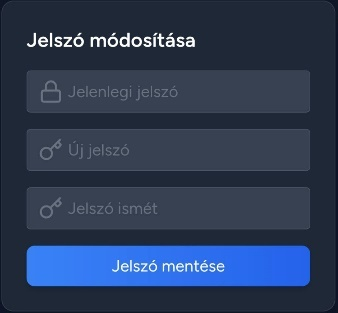 Jelszó módosítása
Jelenlegi jelszó
Új jelszó
Jelszó ismét
Jelszó mentése